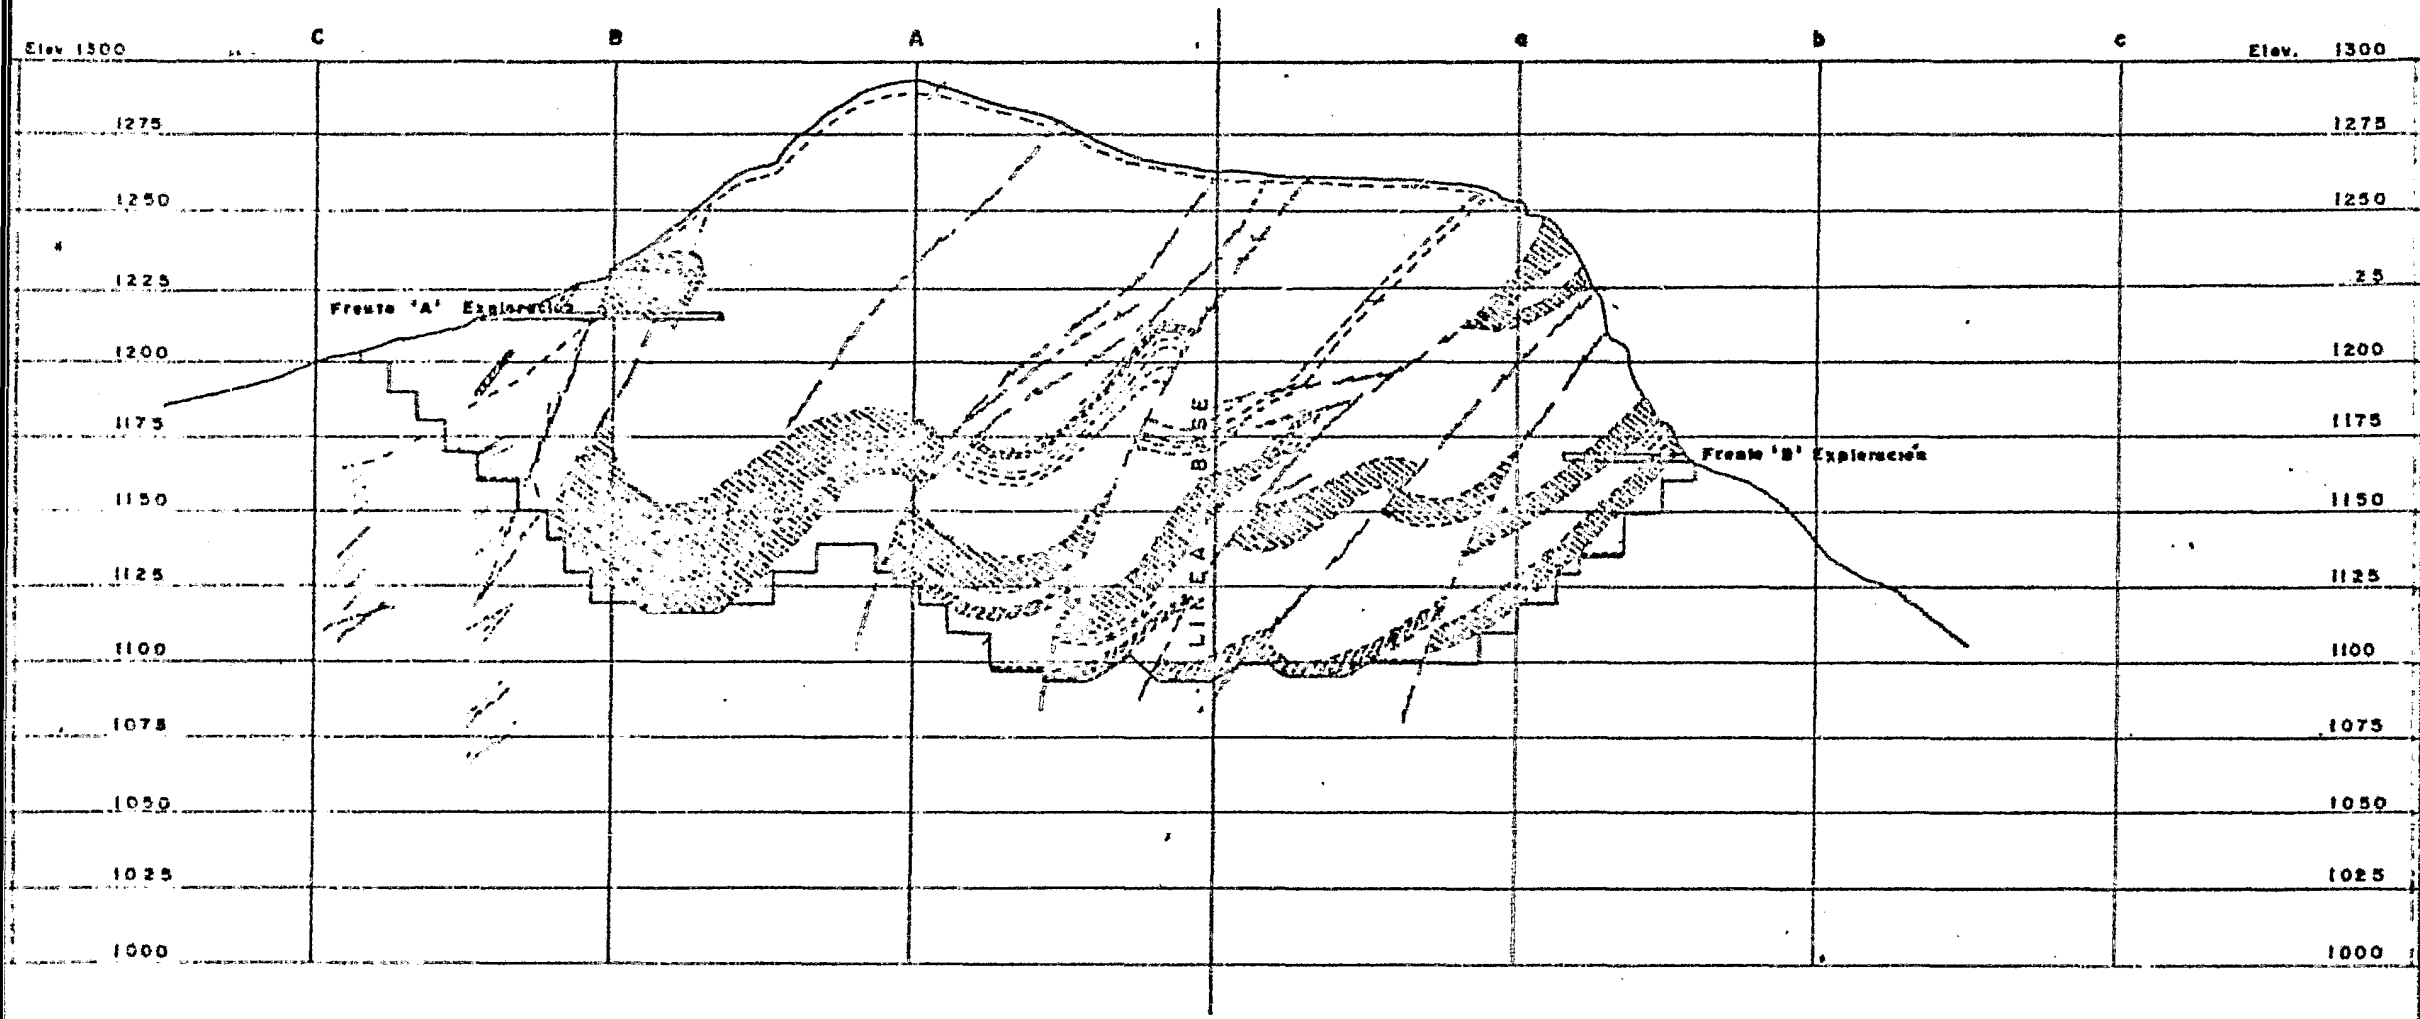 C B A a b c
Elev 1300 Elev. 1300
1275 1275
1250 1250
1225 25
Frente 'A' Exploración
1200 1200
1175 1175
Frente 'B' Exploración
1150 1150
1125 1125
1100 1100
1075 1075
1050 1050
1025 1025
1000 1000
LINEA BASE